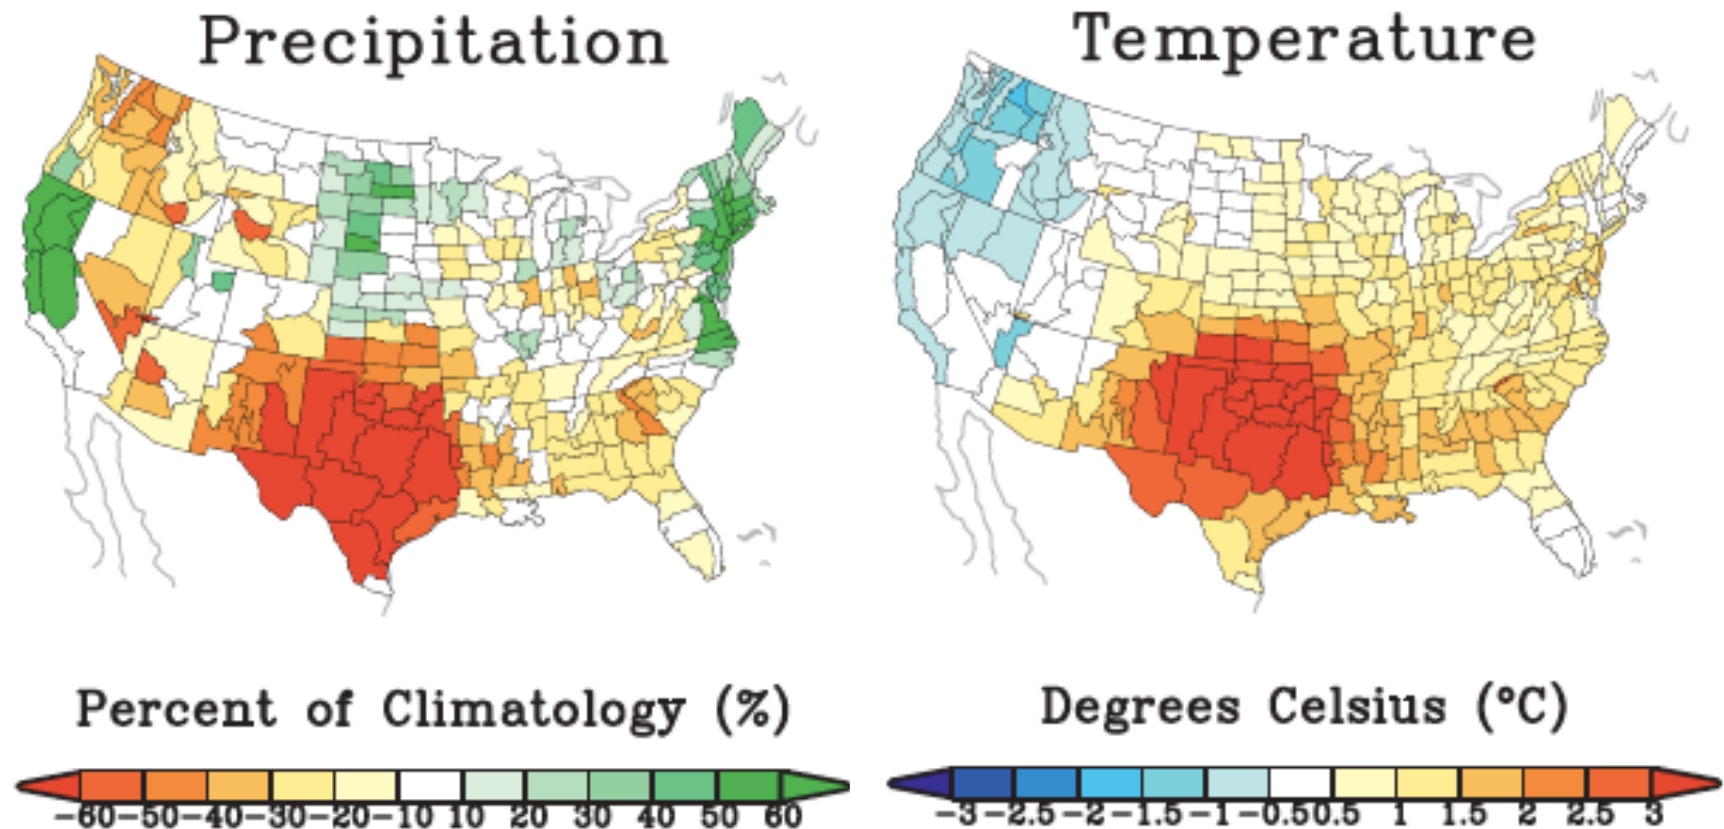 Precipitation
Temperature
Percent of Climatology (%)
Degrees Celsius (°C)
-60 -50 -40 -30 -20 -10 10 20 30 40 50 60
-3 -2.5 -2 -1.5 -1 -0.5 0.5 1 1.5 2 2.5 3